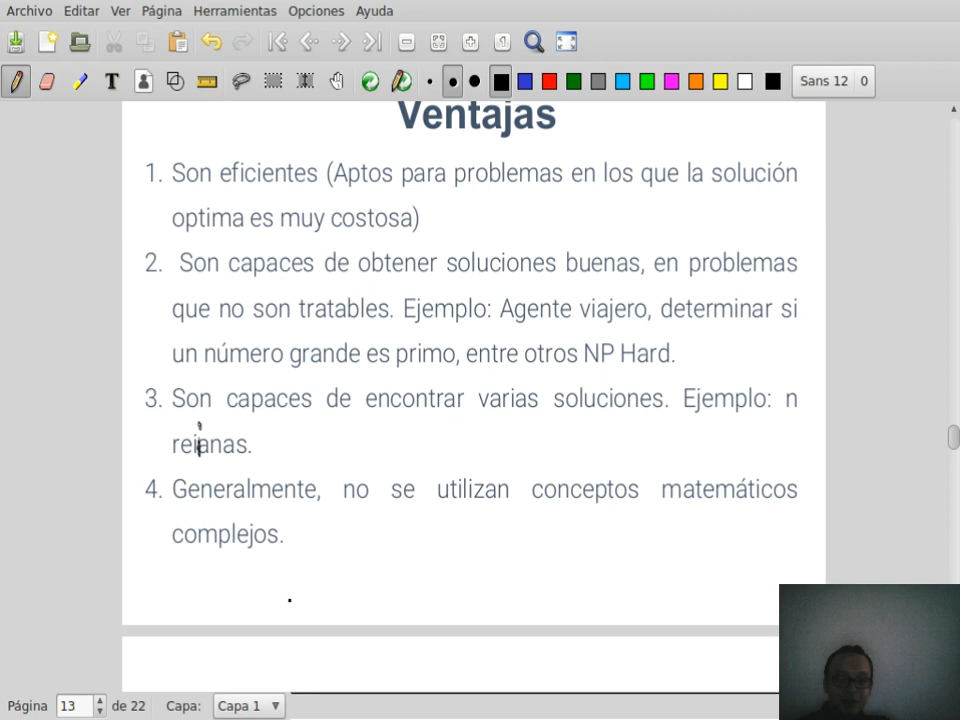 Archivo Editar Ver Página Herramientas Opciones Ayuda
T Sans 12 0
Ventajas
1. Son eficientes (Aptos para problemas en los que la solución
optima es muy costosa)
2. Son capaces de obtener soluciones buenas, en problemas
que no son tratables. Ejemplo: Agente viajero, determinar si
un número grande es primo, entre otros NP Hard.
3. Son capaces de encontrar varias soluciones. Ejemplo: n
reianas.
4. Generalmente, no se utilizan conceptos matemáticos
complejos.
Página 13 de 22 Capa: Capa 1